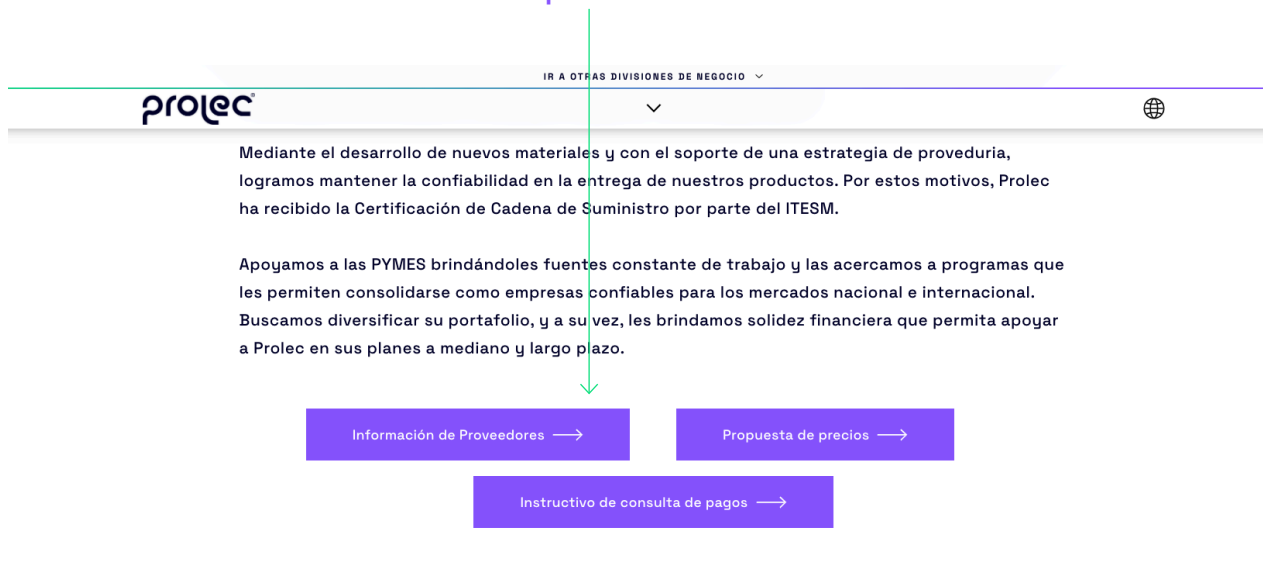 IR A OTRAS DIVISIONES DE NEGOCIO
prolec®
Mediante el desarrollo de nuevos materiales y con el soporte de una estrategia de proveduria,
logramos mantener la confiabilidad en la entrega de nuestros productos. Por estos motivos, Prolec
ha recibido la Certificación de Cadena de Suministro por parte del ITESM.
Apoyamos a las PYMES brindándoles fuentes constante de trabajo y las acercamos a programas que
les permiten consolidarse como empresas confiables para los mercados nacional e internacional.
Buscamos diversificar su portafolio, y a su vez, les brindamos solidez financiera que permita apoyar
a Prolec en sus planes a mediano y largo plazo.
Información de Proveedores
Propuesta de precios
Instructivo de consulta de pagos